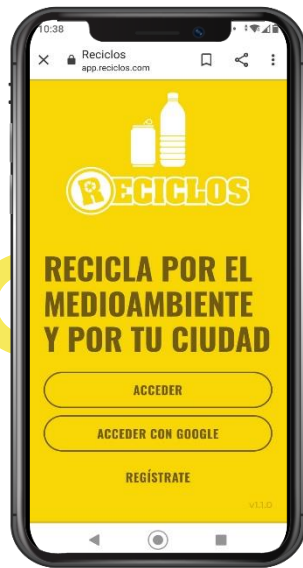 10:38
Reciclos
app.reciclos.com
RECICLOS
RECICLA POR EL
MEDIOAMBIENTE
Y POR TU CIUDAD
ACCEDER
ACCEDER CON GOOGLE
REGÍSTRATE
v1.1.0